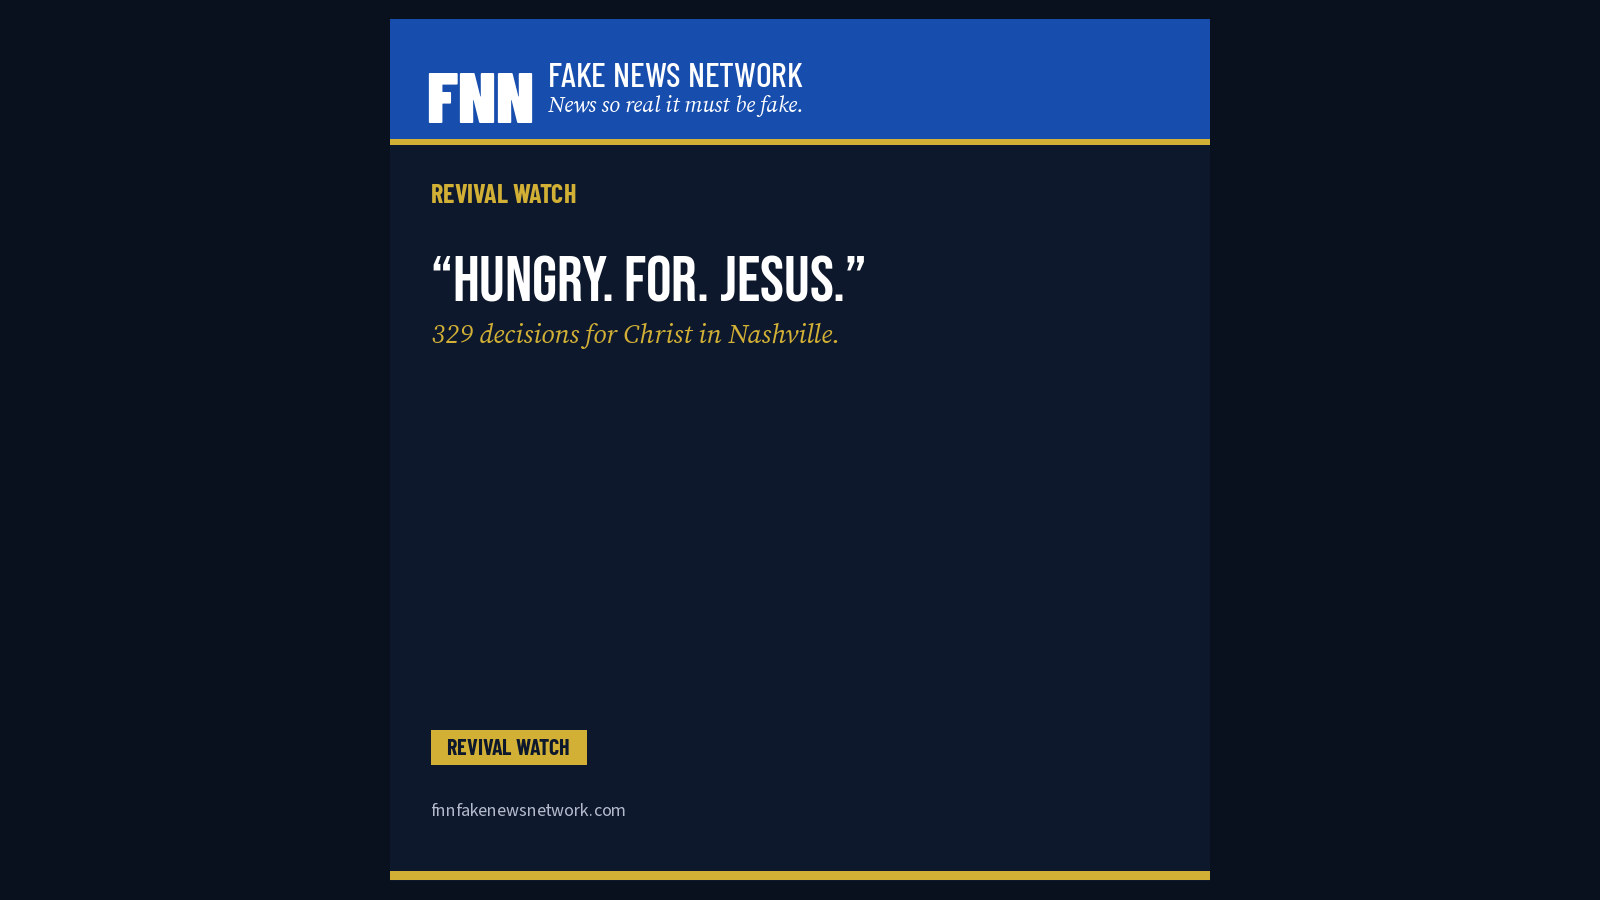 FNN
FAKE NEWS NETWORK
News so real it must be fake.
REVIVAL WATCH
“HUNGRY. FOR. JESUS.”
329 decisions for Christ in Nashville.
REVIVAL WATCH
fnnfakenewsnetwork.com